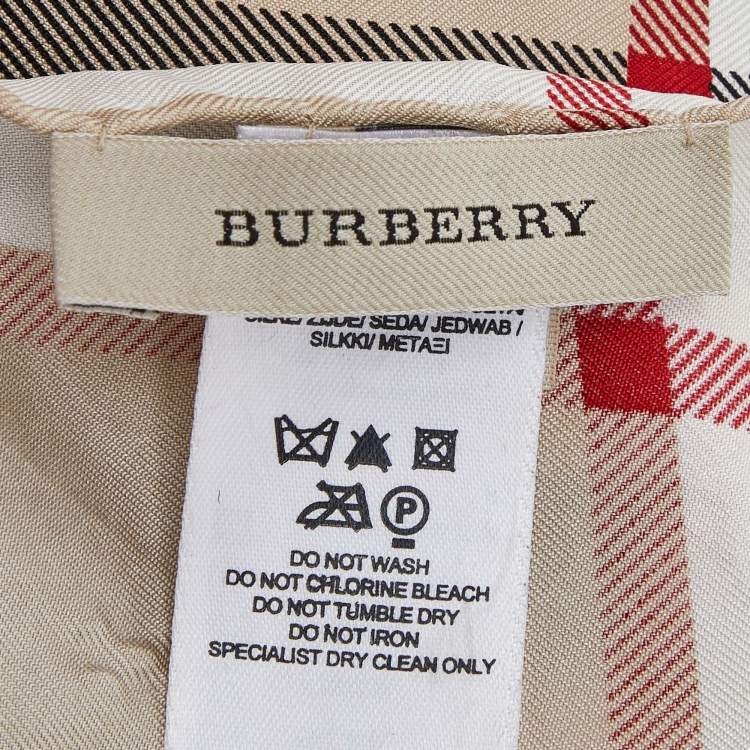 BURBERRY
SEDA/ JEDWAB /
SILKKI/ ΜΕΤΑΞΙ
P
DO NOT WASH
DO NOT CHLORINE BLEACH
DO NOT TUMBLE DRY
DO NOT IRON
SPECIALIST DRY CLEAN ONLY